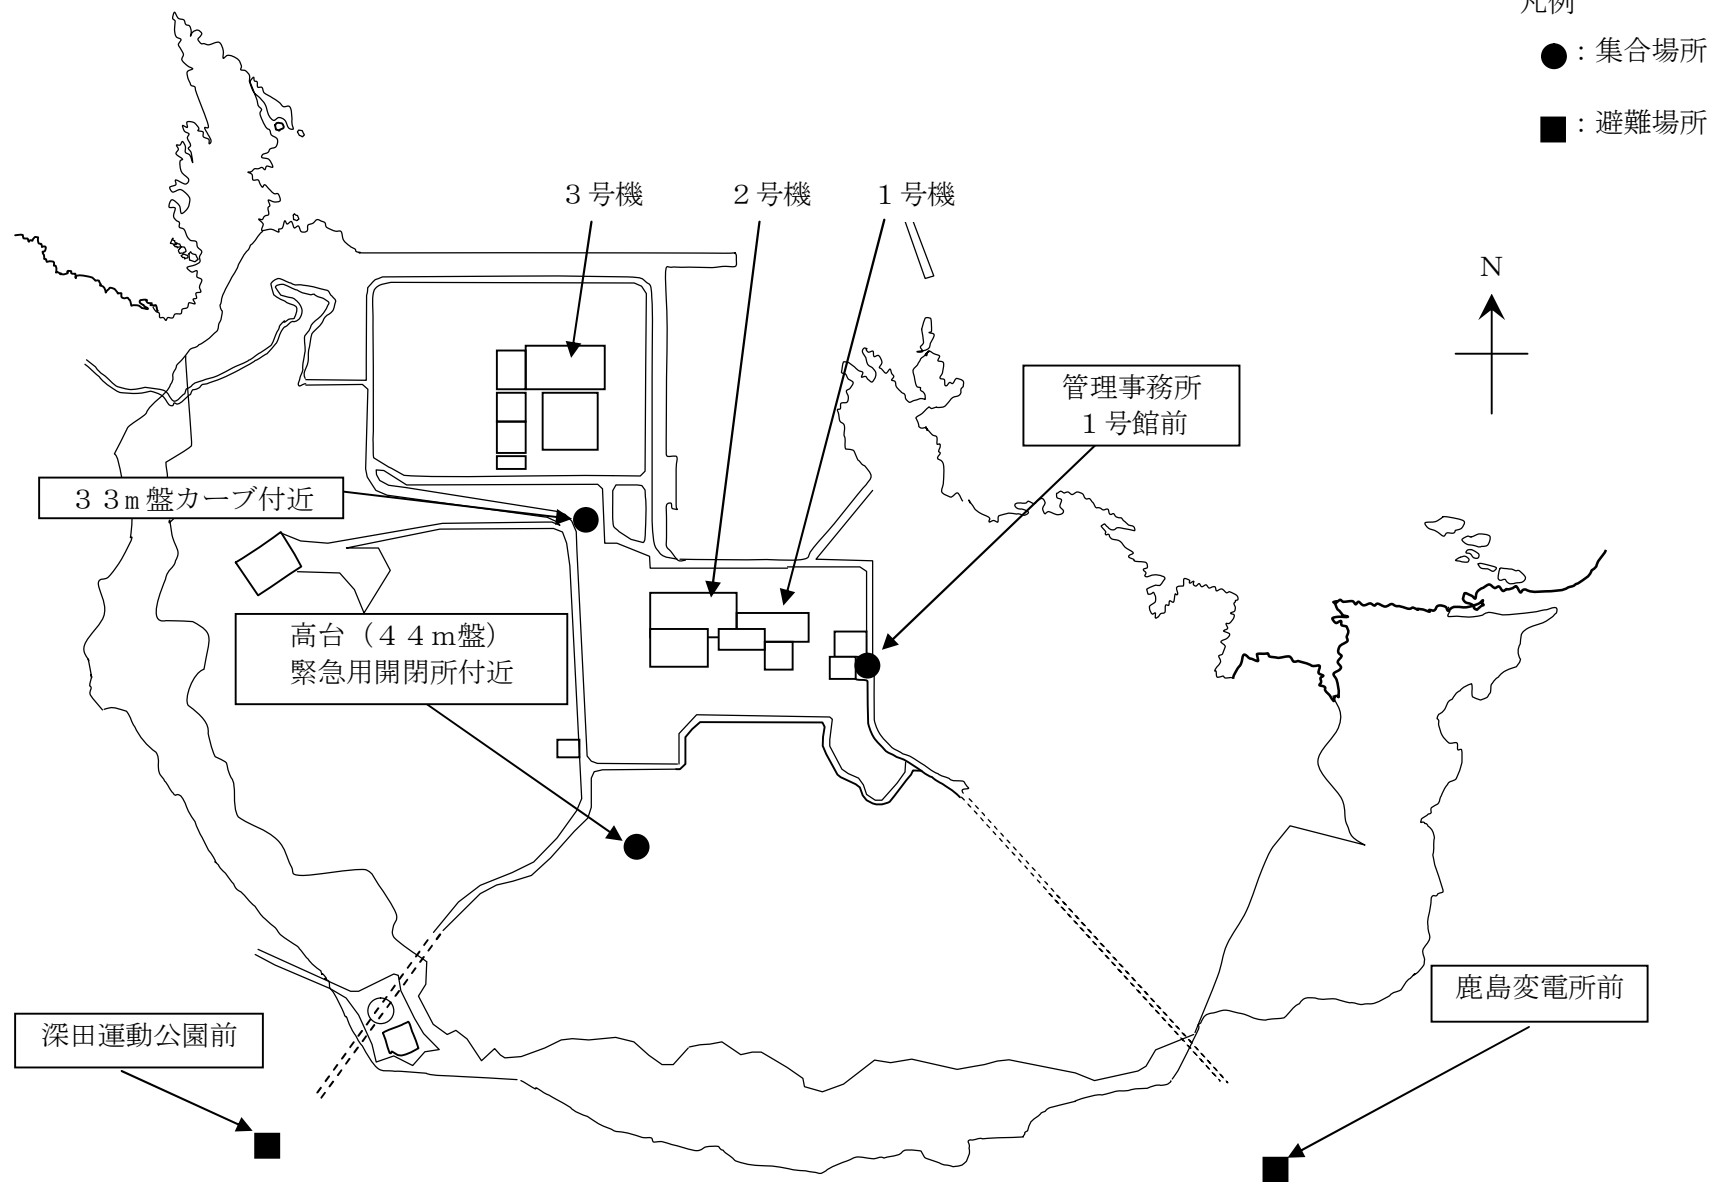 凡例
●：集合場所
■：避難場所
３号機
２号機
１号機
N
管理事務所
１号館前
３３ｍ盤カーブ付近
高台（４４ｍ盤）
緊急用開閉所付近
鹿島変電所前
深田運動公園前